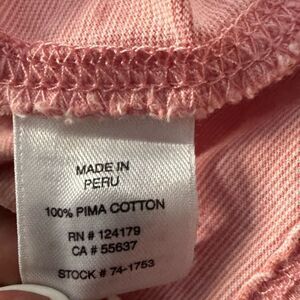 MADE IN
PERU
100% PIMA COTTON
RN # 124179
CA # 55637
STOCK # 74-1753